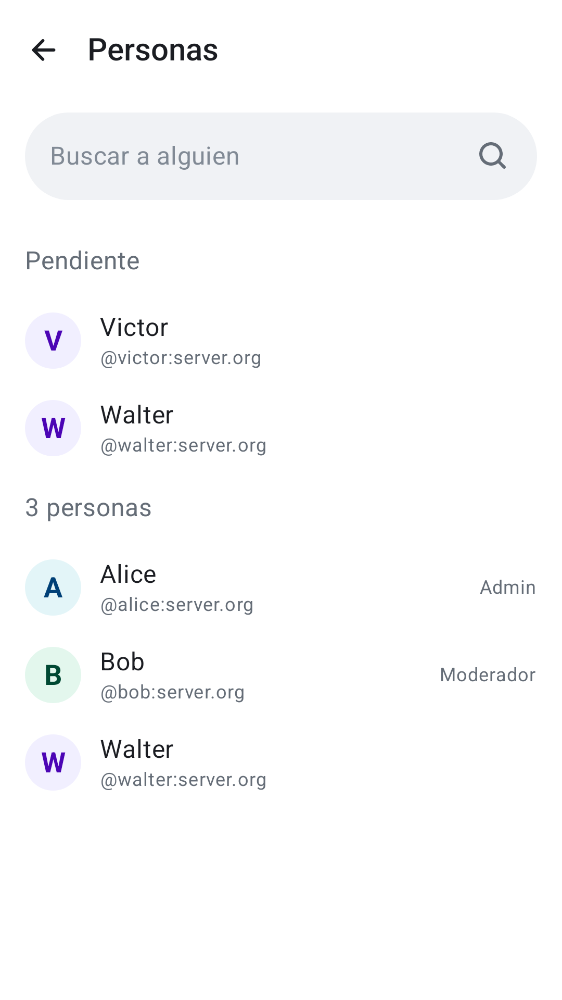 Personas
Buscar a alguien
Pendiente
V
Victor
@victor:server.org
W
Walter
@walter:server.org
3 personas
A
Alice
@alice:server.org
Admin
B
Bob
@bob:server.org
Moderador
W
Walter
@walter:server.org